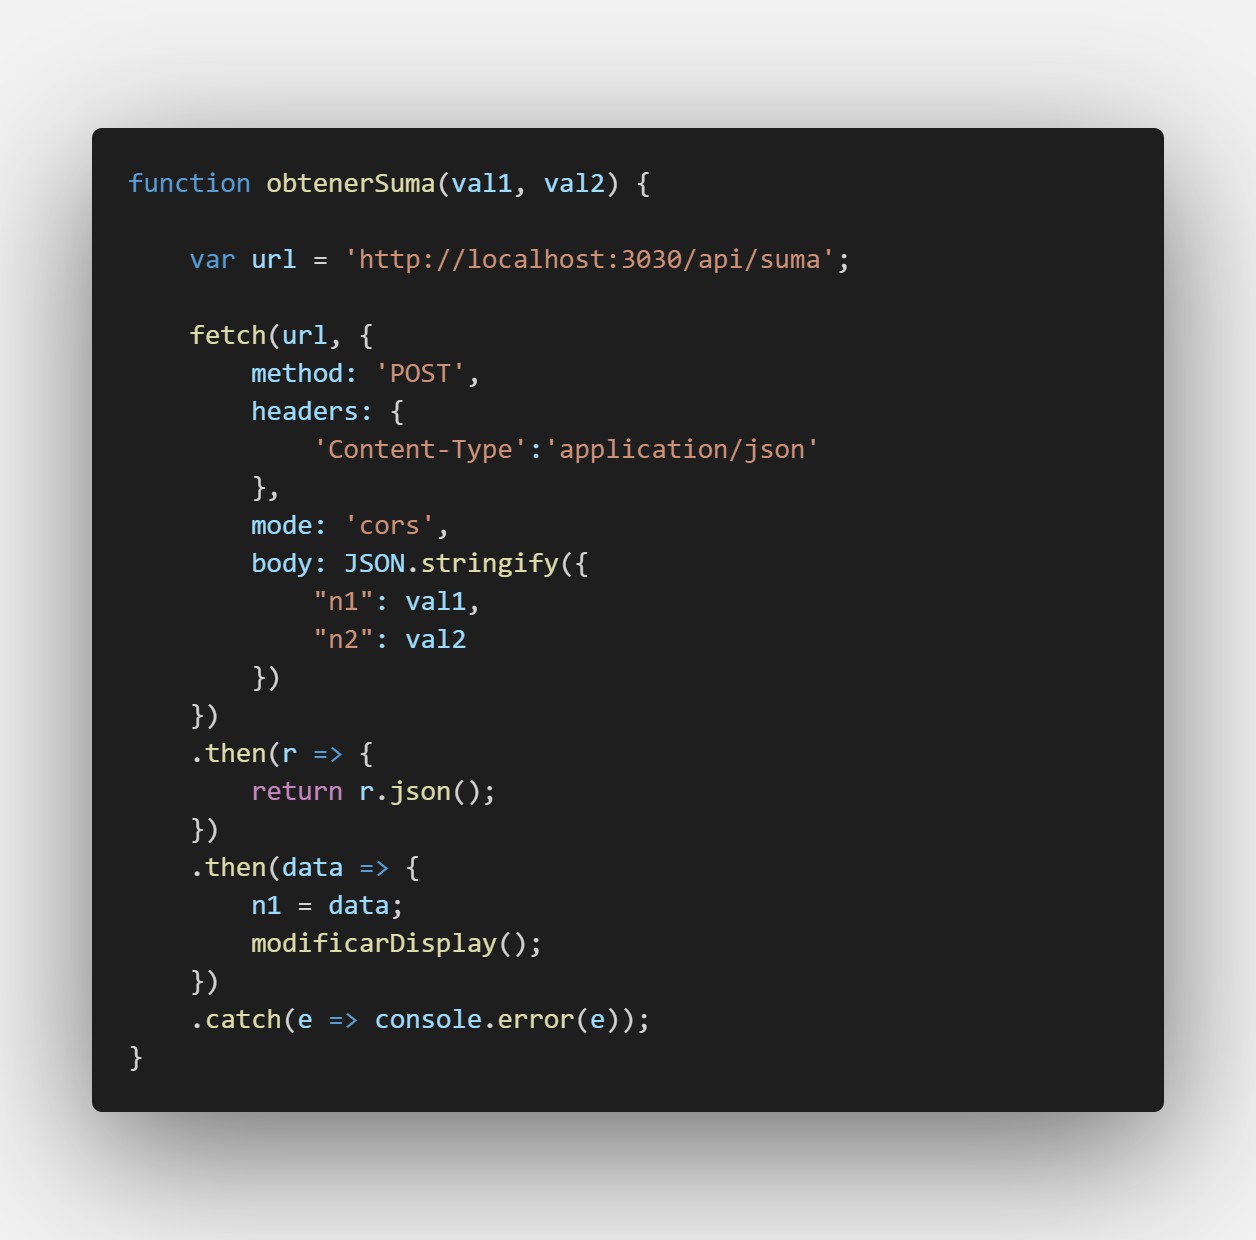 function obtenerSuma(val1, val2) {

    var url = 'http://localhost:3030/api/suma';

    fetch(url, {
        method: 'POST',
        headers: {
            'Content-Type':'application/json'
        },
        mode: 'cors',
        body: JSON.stringify({
            "n1": val1,
            "n2": val2
        })
    })
    .then(r => {
        return r.json();
    })
    .then(data => {
        n1 = data;
        modificarDisplay();
    })
    .catch(e => console.error(e));
}